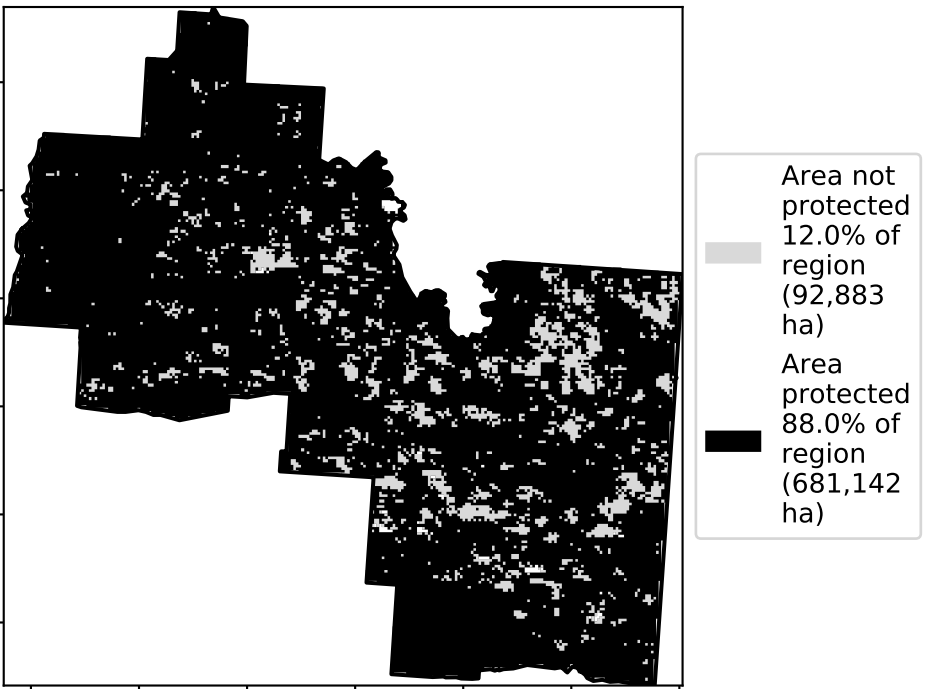 Area not
protected
12.0% of
region
(92,883
ha)
Area
protected
88.0% of
region
(681,142
ha)